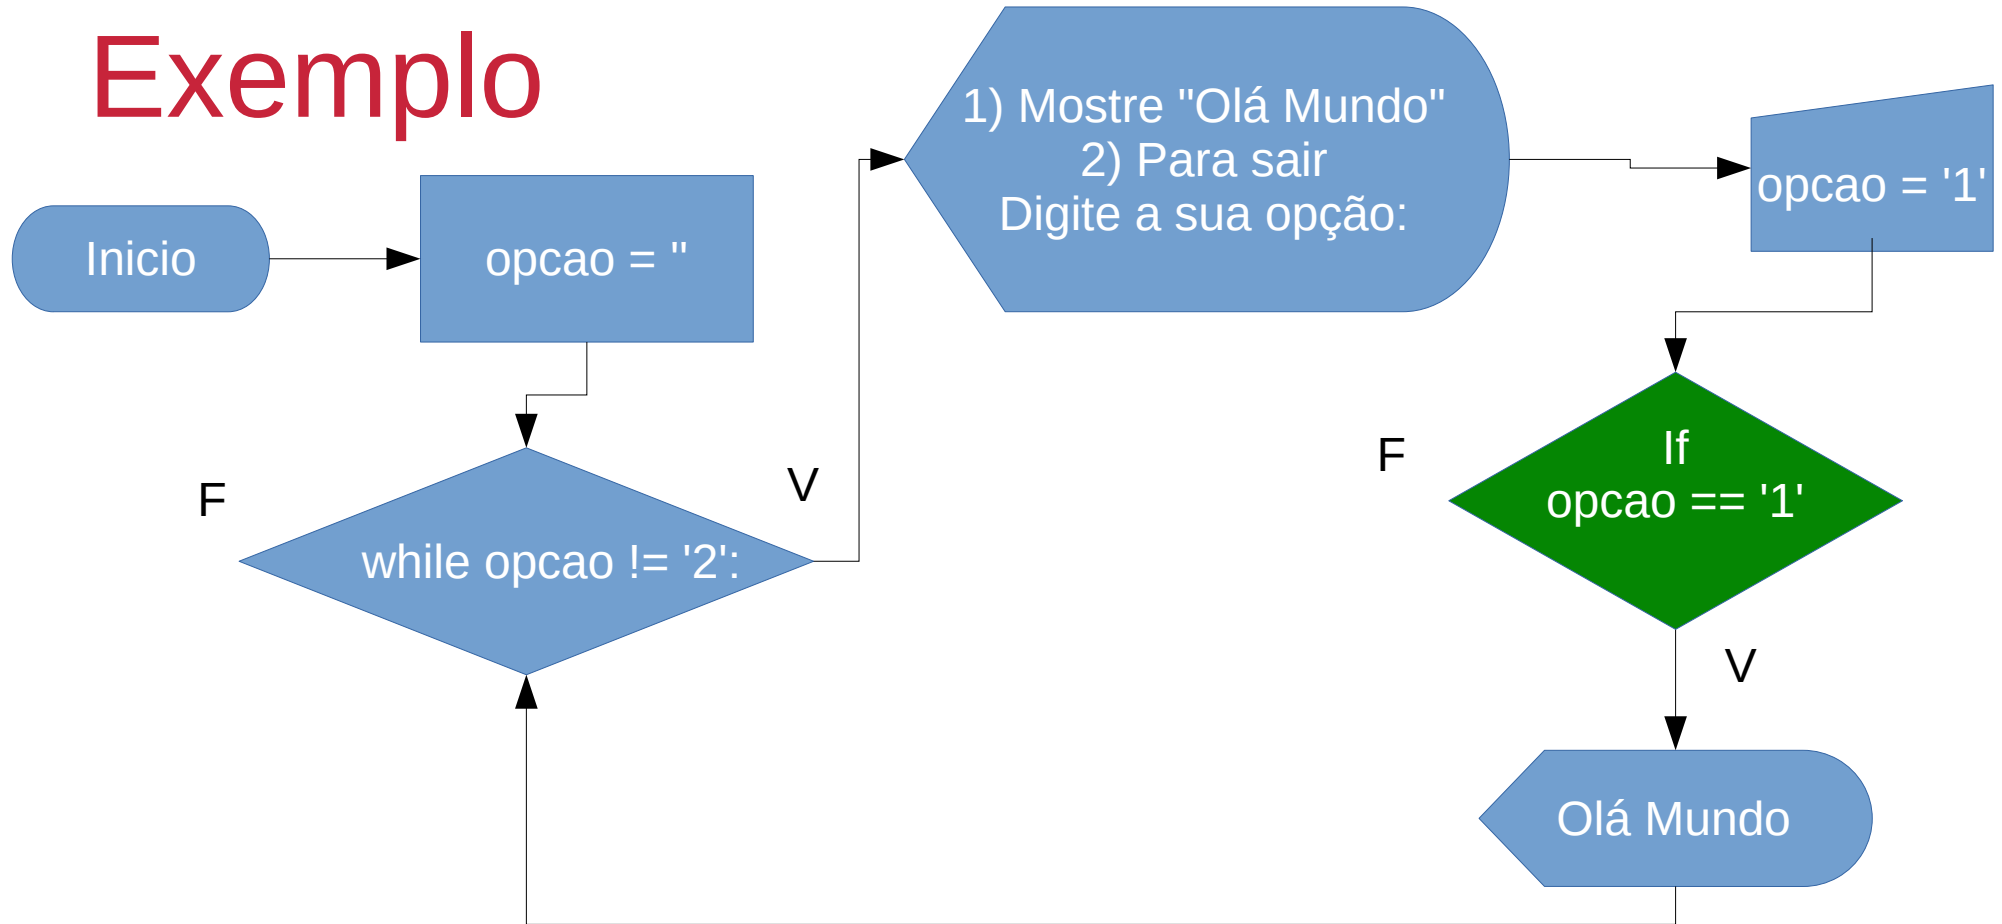 Exemplo
Inicio
opcao = ''
F
while opcao != '2':
V
1) Mostre "Olá Mundo"
2) Para sair
Digite a sua opção:
opcao = '1'
F
If
opcao == '1'
V
Olá Mundo